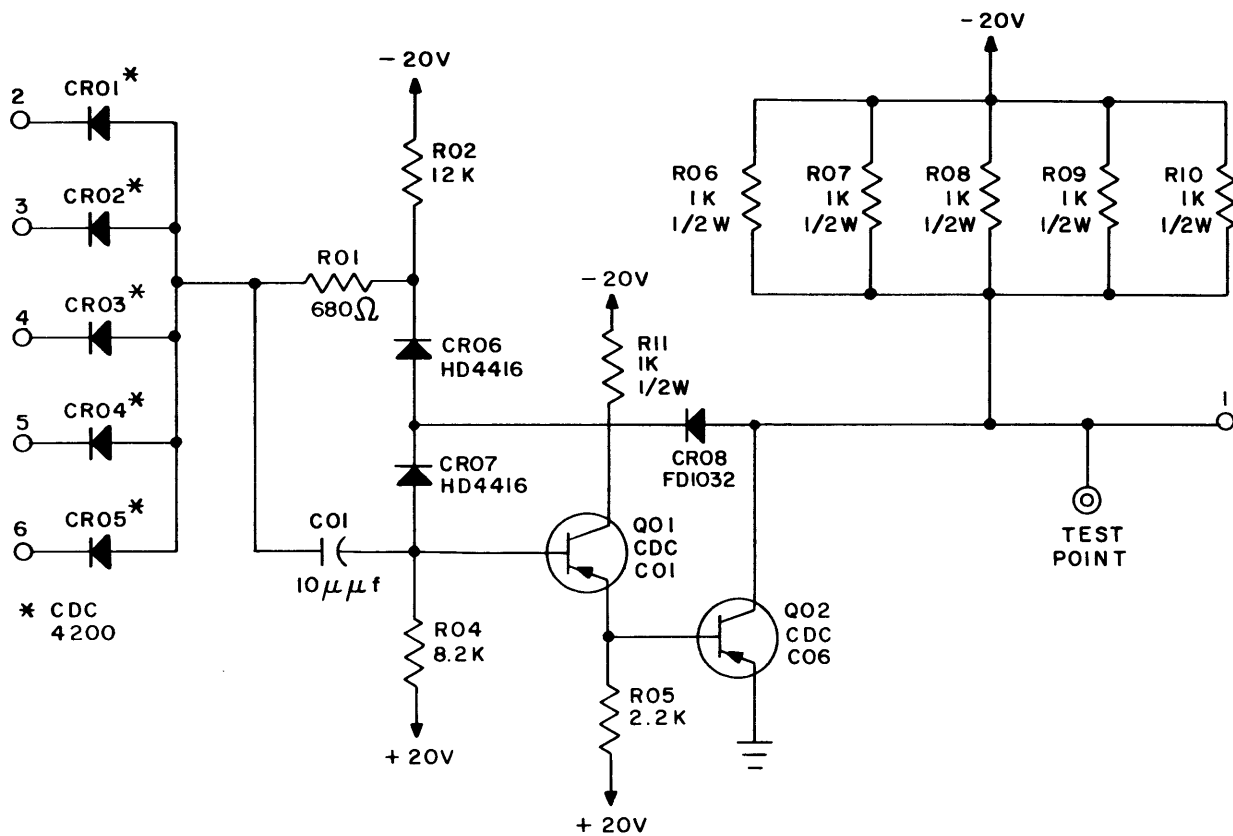 2
CR01*
3
CR02*
4
CR03*
5
CR04*
6
CR05*
* CDC
4200
- 20V
R02
12 K
R01
680Ω
CR06
HD4416
CR07
HD4416
C01
10μμf
R04
8.2K
+ 20V
- 20V
R11
1K
1/2W
CR08
FD1032
Q01
CDC
C01
Q02
CDC
C06
R05
2.2K
+ 20V
- 20V
R06
1K
1/2W
R07
1K
1/2W
R08
1K
1/2W
R09
1K
1/2W
R10
1K
1/2W
1
TEST
POINT